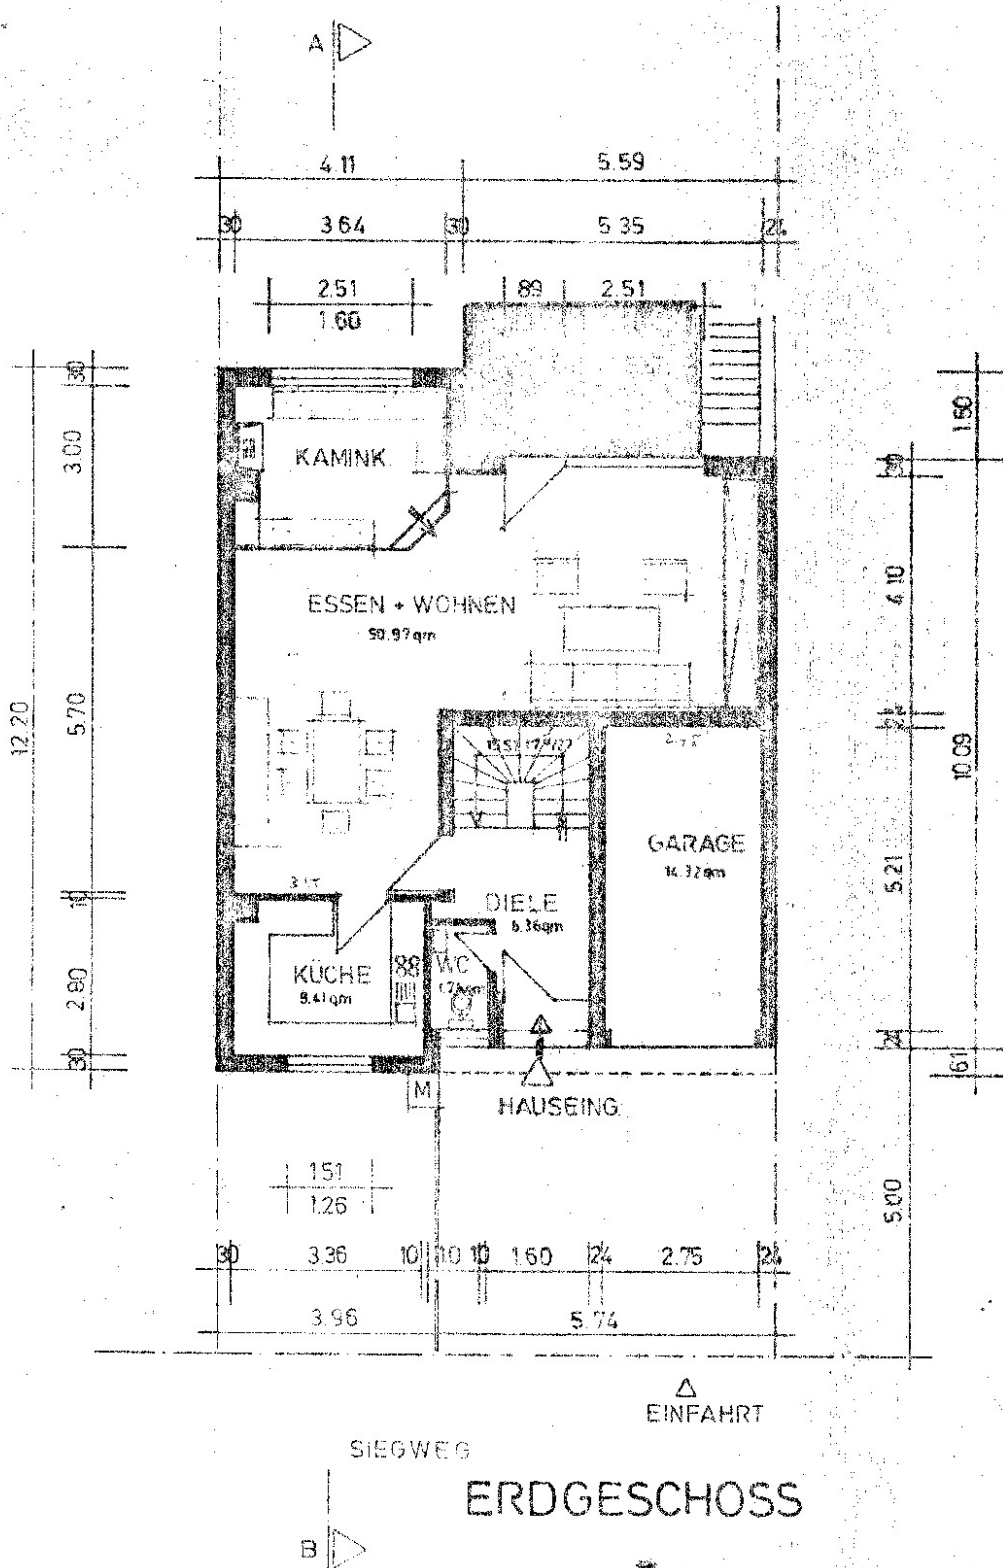 A
4.11 5.59
30 3.64 30 5.35 24
2.51 89 2.51
1.60
30
3.00
5.70
12.20
10
2.90
30
1.50
30
4.10
10.09
5.21
24
61
5.00
KAMINK.
ESSEN + WOHNEN
50.97qm
GARAGE
14.32qm
DIELE
6.36qm
KÜCHE
9.41qm
WC
M
HAUSEING.
1.51
1.26
30 3.36 10 10 1.60 24 2.75 24
3.96 5.74
EINFAHRT
SIEGWEG
ERDGESCHOSS
B